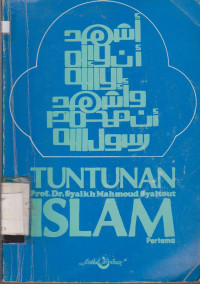 أشهد
أن لا إله
إلا الله
وأشهد
أن محمدا
رسول الله
TUNTUNAN
Prof. Dr. Syaikh Mahmoud Syaltout
ISLAM
Pertama